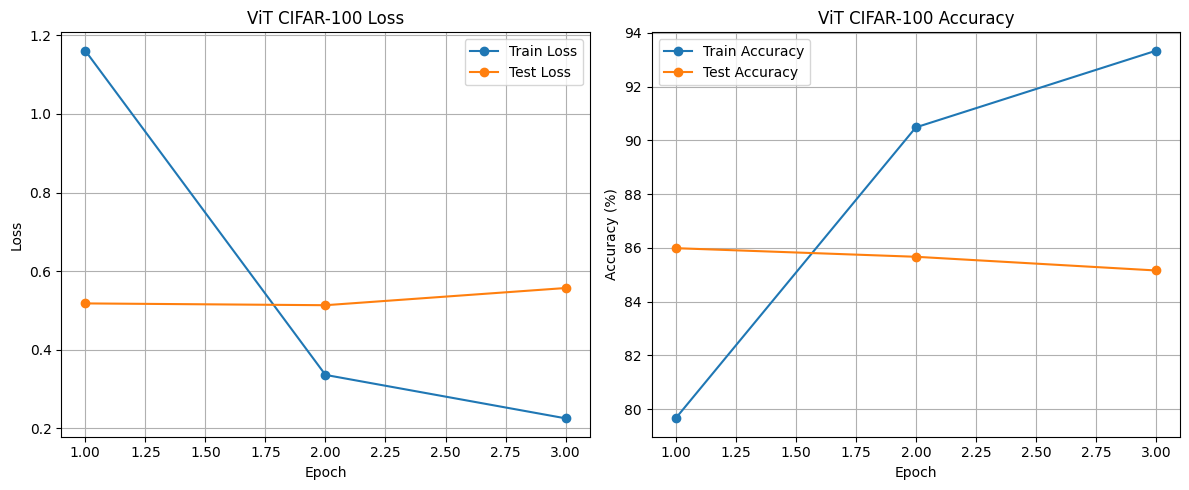 ViT CIFAR-100 Loss
Train Loss
Test Loss
1.2
1.0
0.8
0.6
0.4
0.2
Loss
1.00 1.25 1.50 1.75 2.00 2.25 2.50 2.75 3.00
Epoch
ViT CIFAR-100 Accuracy
Train Accuracy
Test Accuracy
94
92
90
88
86
84
82
80
Accuracy (%)
1.00 1.25 1.50 1.75 2.00 2.25 2.50 2.75 3.00
Epoch